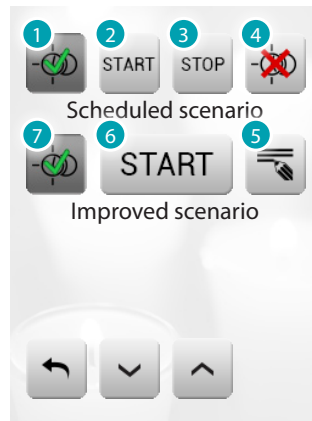 1 2 3 4
START STOP
Scheduled scenario
7 6 5
START
Improved scenario